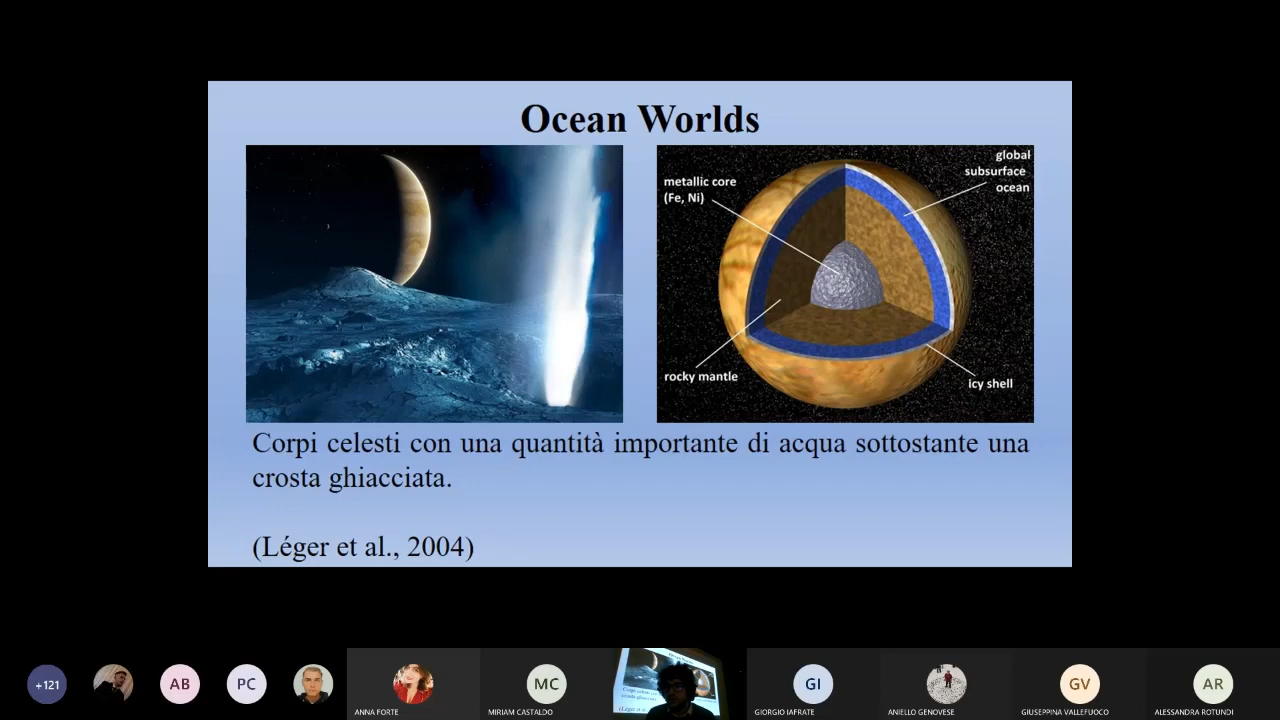 Ocean Worlds
metallic core
(Fe, Ni)
global
subsurface
ocean
rocky mantle
icy shell
Corpi celesti con una quantità importante di acqua sottostante una
crosta ghiacciata.
(Léger et al., 2004)
+121
AB
PC
ANNA FORTE
MC
MIRIAM CASTALDO
GI
GIORGIO IAFRATE
ANIELLO GENOVESE
GV
GIUSEPPINA VALLEFUOCO
AR
ALESSANDRA ROTUNDI